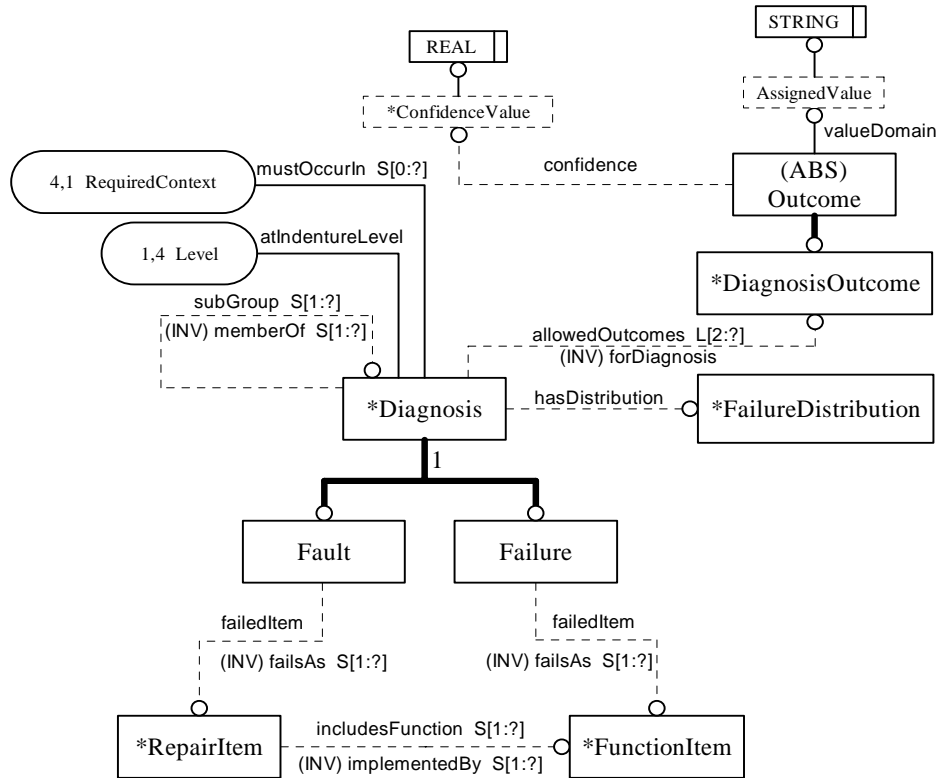 STRING
REAL
AssignedValue
*ConfidenceValue
valueDomain
mustOccurIn S[0:?]
confidence
(ABS)
Outcome
4,1 RequiredContext
atIndentureLevel
1,4 Level
*DiagnosisOutcome
subGroup S[1:?]
(INV) memberOf S[1:?]
allowedOutcomes L[2:?]
(INV) forDiagnosis
*Diagnosis
hasDistribution
*FailureDistribution
1
Fault
Failure
failedItem
failedItem
(INV) failsAs S[1:?]
(INV) failsAs S[1:?]
*RepairItem
includesFunction S[1:?]
(INV) implementedBy S[1:?]
*FunctionItem